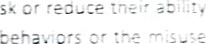 sk or reduce their ability
behaviors or the misuse